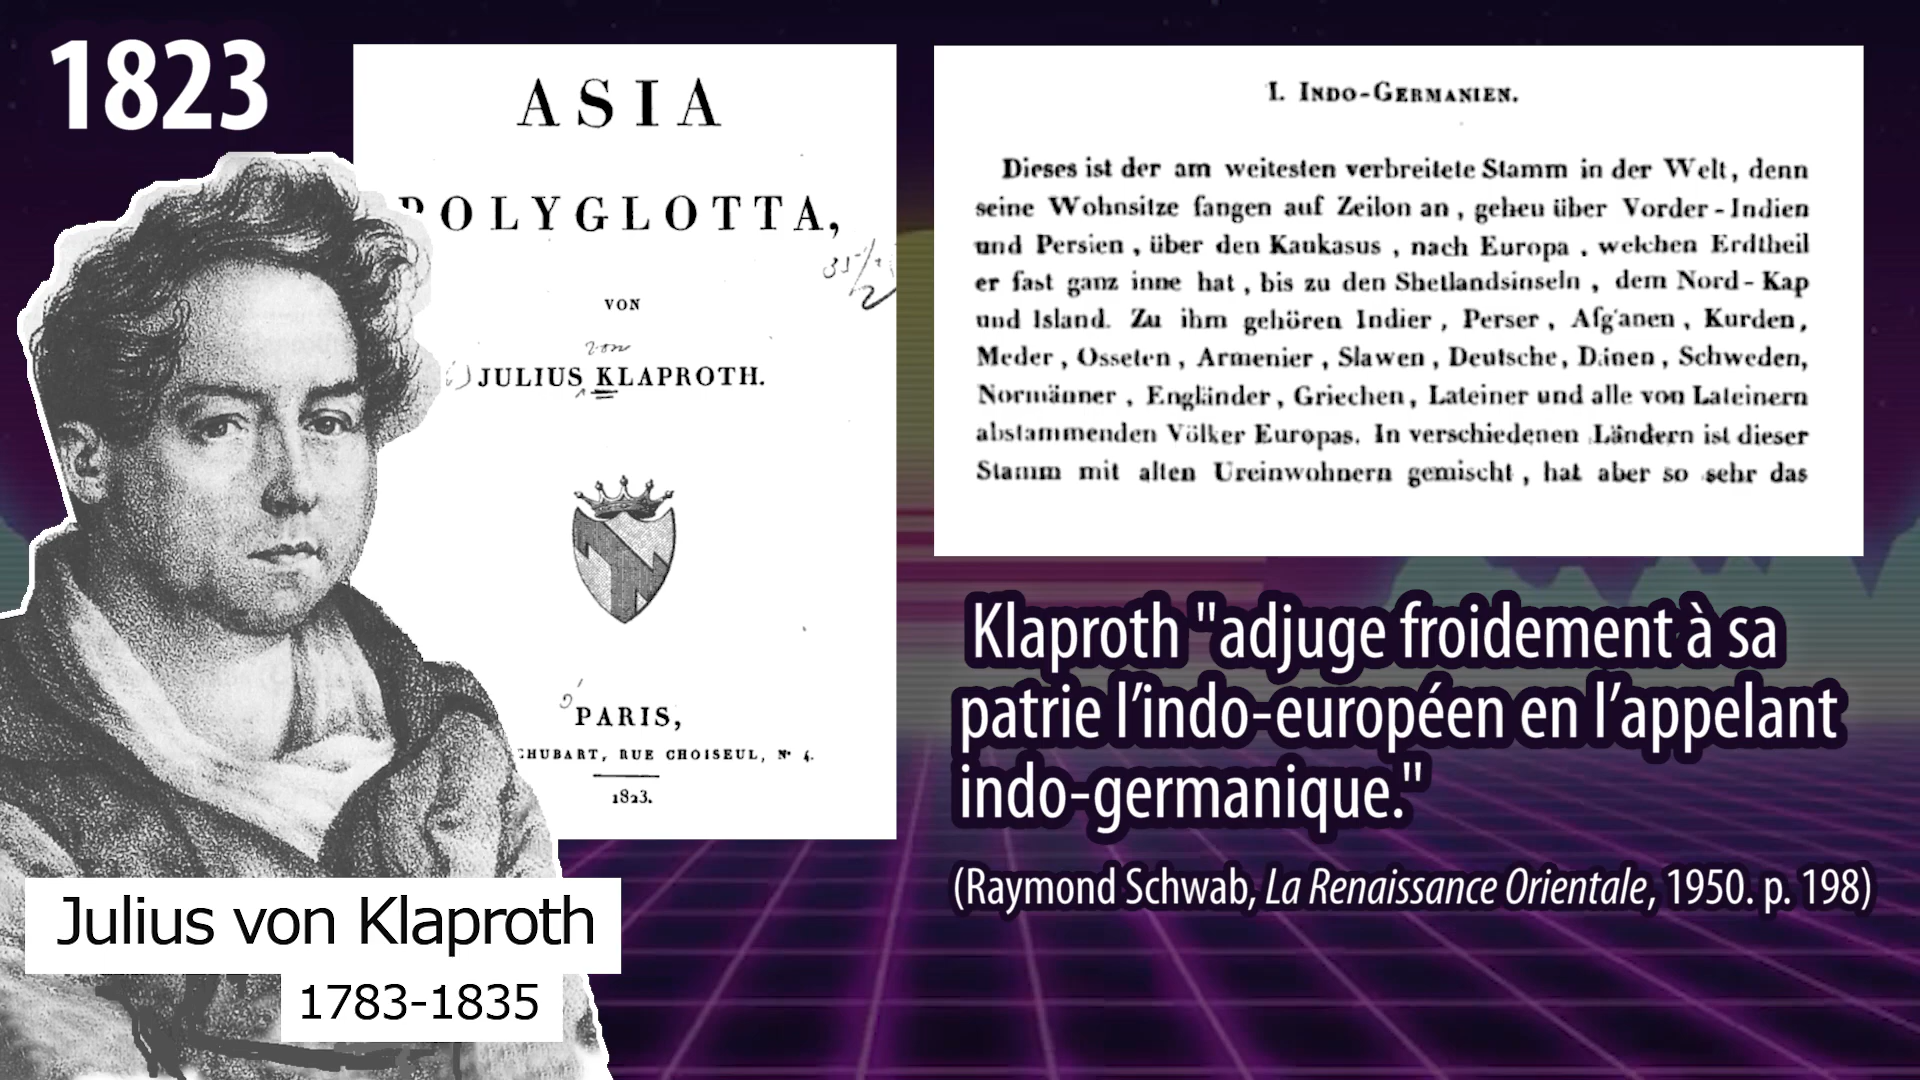 1823
ASIA
POLYGLOTTA,
VON
von
JULIUS KLAPROTH.
PARIS,
CHUBART, RUE CHOISEUL, N° 4.
1823.
I. INDO-GERMANIEN.
Dieses ist der am weitesten verbreitete Stamm in der Welt, denn
seine Wohnsitze fangen auf Zeilon an, gehen über Vorder-Indien
und Persien, über den Kaukasus, nach Europa, welchen Erdtheil
er fast ganz inne hat, bis zu den Shetlandsinseln, dem Nord-Kap
und Island. Zu ihm gehören Indier, Perser, Afg'anen, Kurden,
Meder, Osseten, Armenier, Slawen, Deutsche, Dänen, Schweden,
Normänner, Engländer, Griechen, Lateiner und alle von Lateinern
abstammenden Völker Europas. In verschiedenen Ländern ist dieser
Stamm mit alten Ureinwohnern gemischt, hat aber so sehr das
Klaproth "adjuge froidement à sa
patrie l'indo-européen en l'appelant
indo-germanique."
(Raymond Schwab, La Renaissance Orientale, 1950. p. 198)
Julius von Klaproth
1783-1835